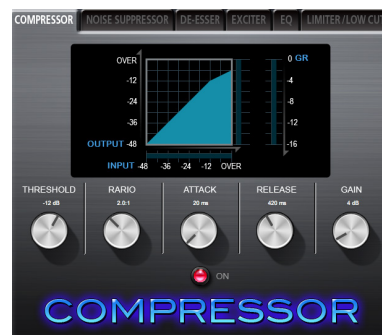 COMPRESSOR NOISE SUPPRESSOR DE-ESSER EXCITER EQ LIMITER/LOW CUT
OVER 0 GR
-12 -4
-24 -8
-36 -12
OUTPUT -48 -16
INPUT -48 -36 -24 -12 OVER
THRESHOLD RARIO ATTACK RELEASE GAIN
-12 dB 2.0:1 20 ms 420 ms 4 dB
ON
COMPRESSOR